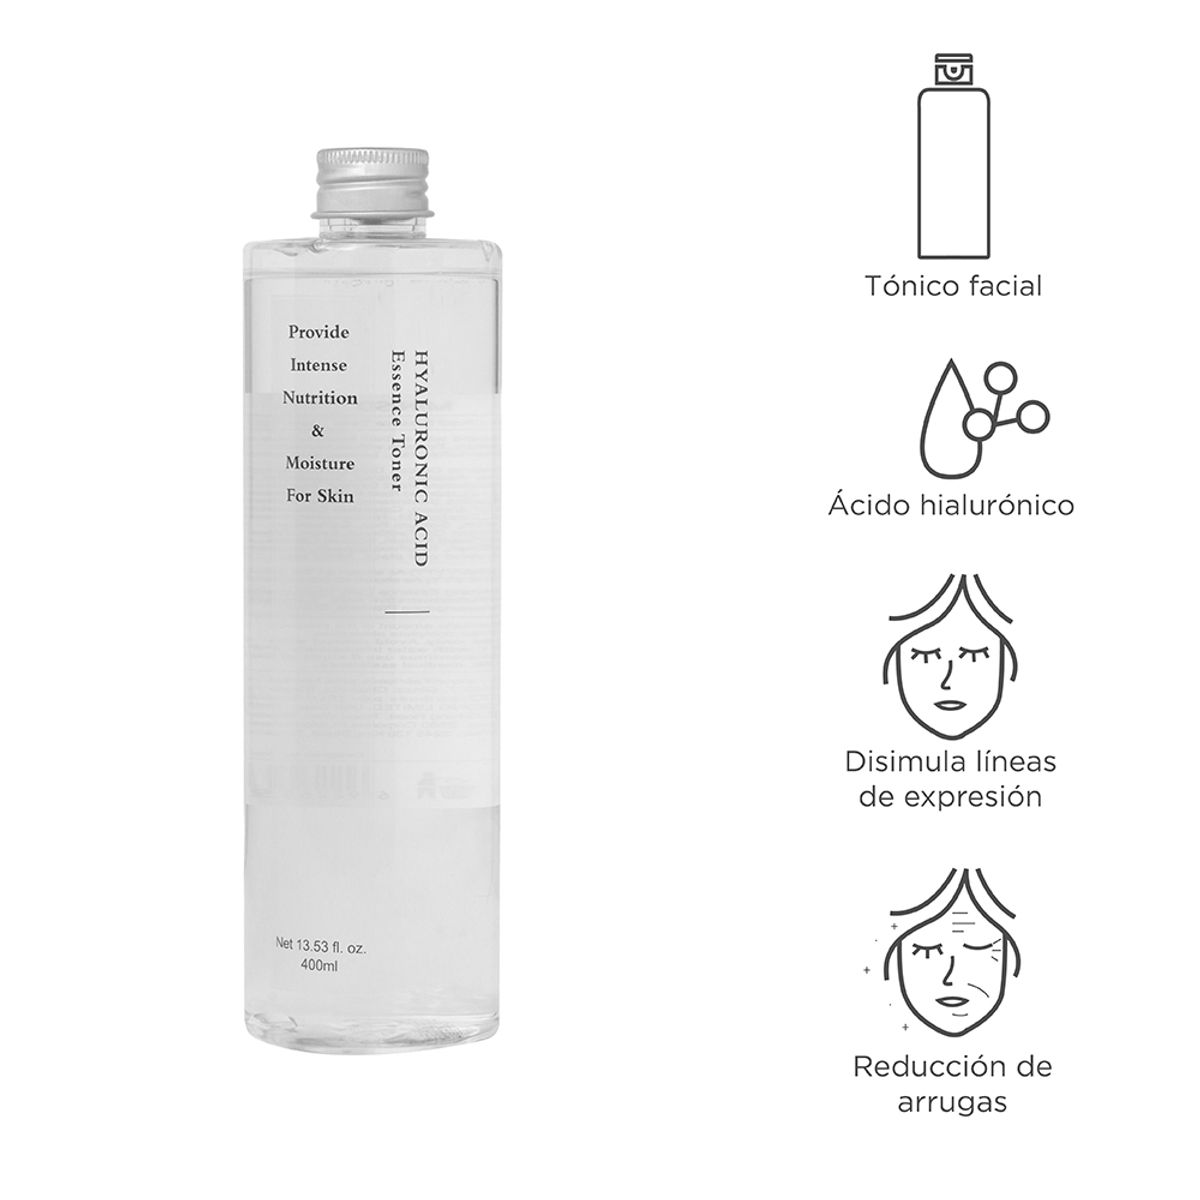 Provide
Intense
Nutrition
&
Moisture
For Skin
HYALURONIC ACID
Essence Toner
Net 13.53 fl. oz.
400ml
Tónico facial
Ácido hialurónico
Disimula líneas
de expresión
Reducción de
arrugas